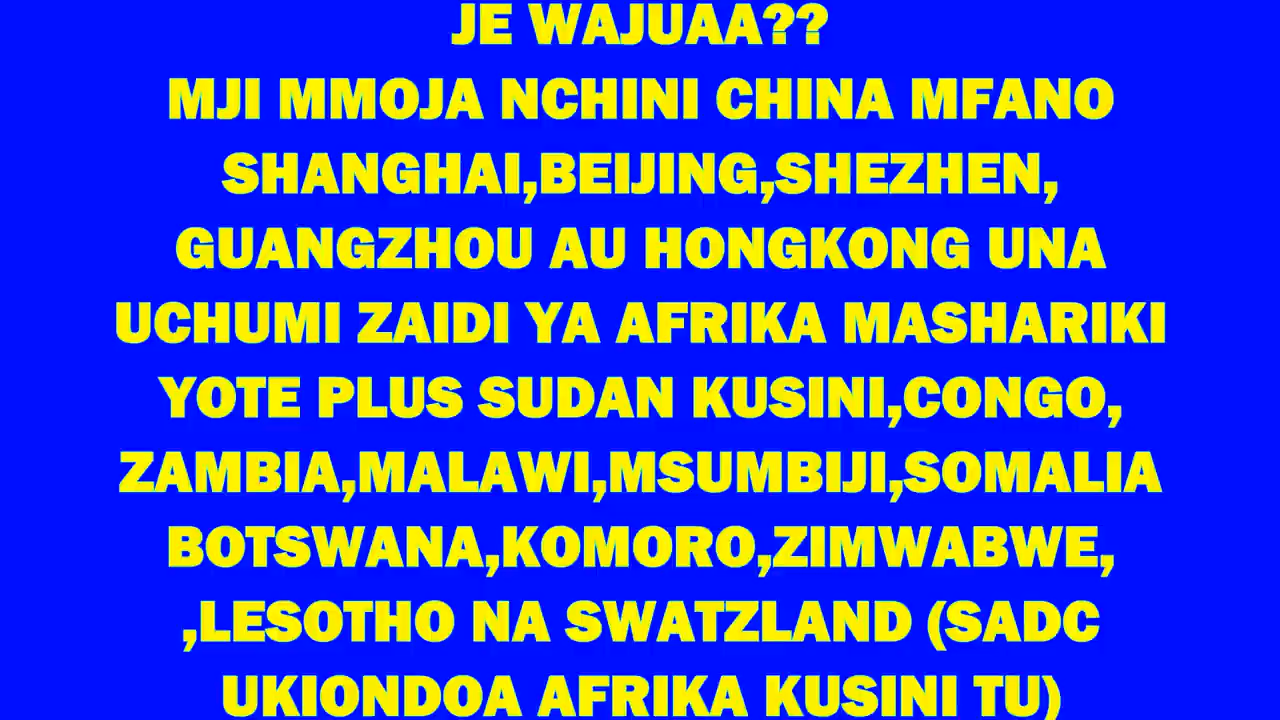 JE WAJUAA??
MJI MMOJA NCHINI CHINA MFANO
SHANGHAI,BEIJING,SHEZHEN,
GUANGZHOU AU HONGKONG UNA
UCHUMI ZAIDI YA AFRIKA MASHARIKI
YOTE PLUS SUDAN KUSINI,CONGO,
ZAMBIA,MALAWI,MSUMBIJI,SOMALIA
BOTSWANA,KOMORO,ZIMWABWE,
,LESOTHO NA SWATZLAND (SADC
UKIONDOA AFRIKA KUSINI TU)